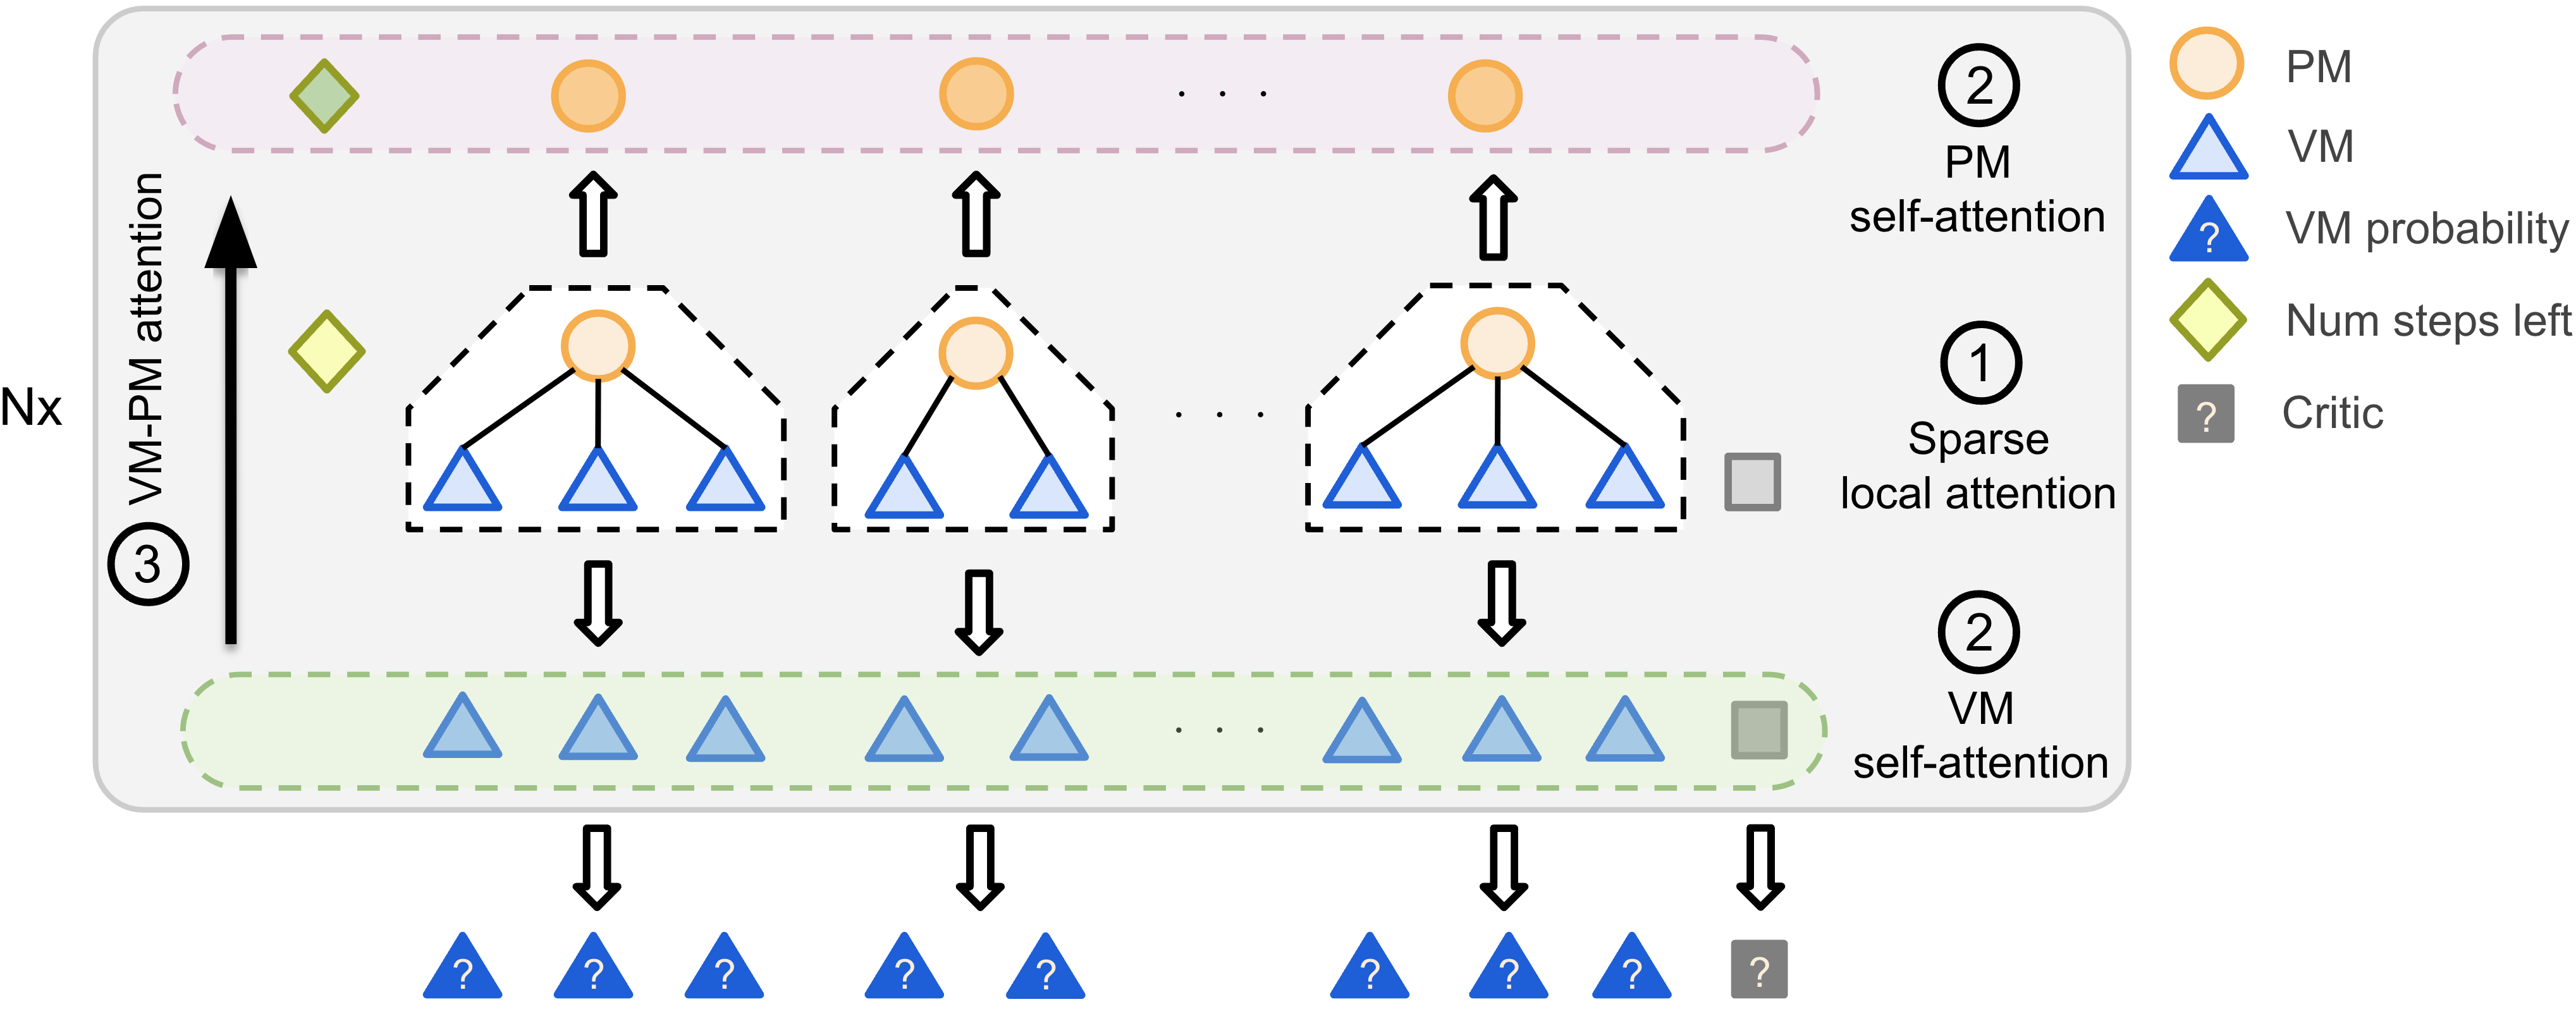 2
PM
self-attention
VM-PM attention
3
Nx
. . .
1
Sparse
local attention
. . .
2
VM
self-attention
. . .
? ? ? ? ? ? ? ? ?
PM
VM
? VM probability
Num steps left
? Critic